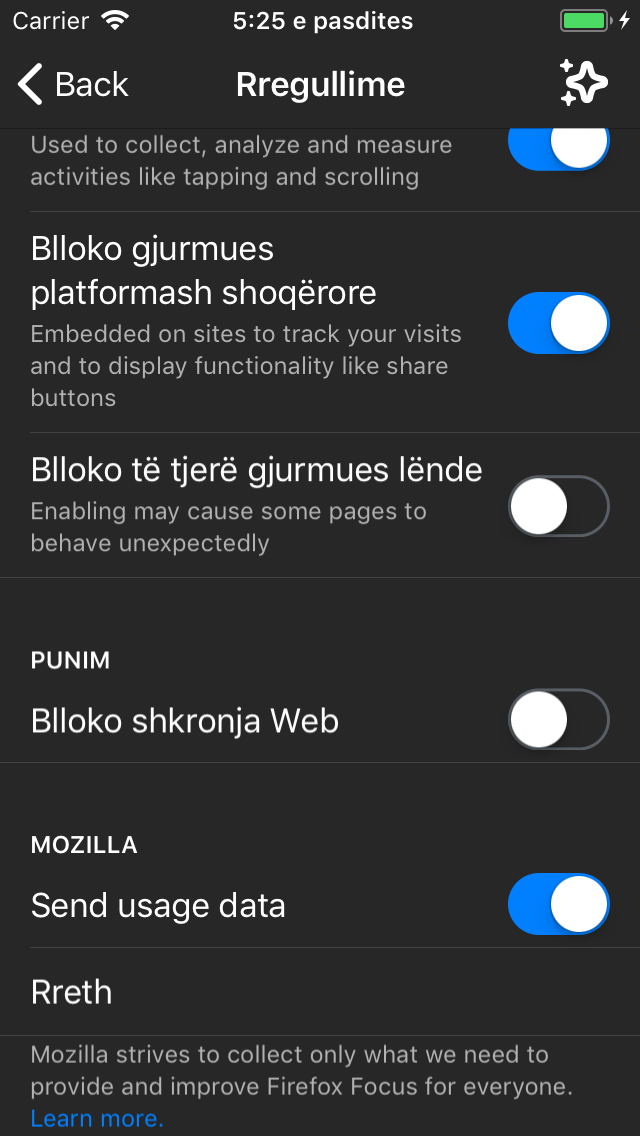 Carrier 5:25 e pasdites
Back Rregullime
Used to collect, analyze and measure
activities like tapping and scrolling
Blloko gjurmues
platformash shoqërore
Embedded on sites to track your visits
and to display functionality like share
buttons
Blloko të tjerë gjurmues lënde
Enabling may cause some pages to
behave unexpectedly
PUNIM
Blloko shkronja Web
MOZILLA
Send usage data
Rreth
Mozilla strives to collect only what we need to
provide and improve Firefox Focus for everyone.
Learn more.